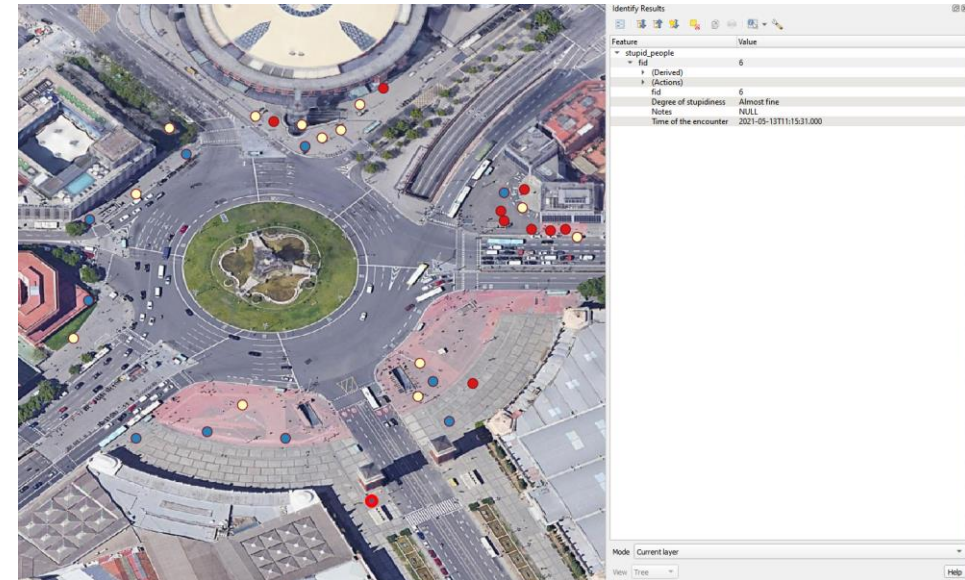 Identify Results
Feature Value
stupid_people
fid 6
(Derived)
(Actions)
fid 6
Degree of stupidiness Almost fine
Notes NULL
Time of the encounter 2021-05-13T11:15:31.000
Mode Current layer
View Tree Help